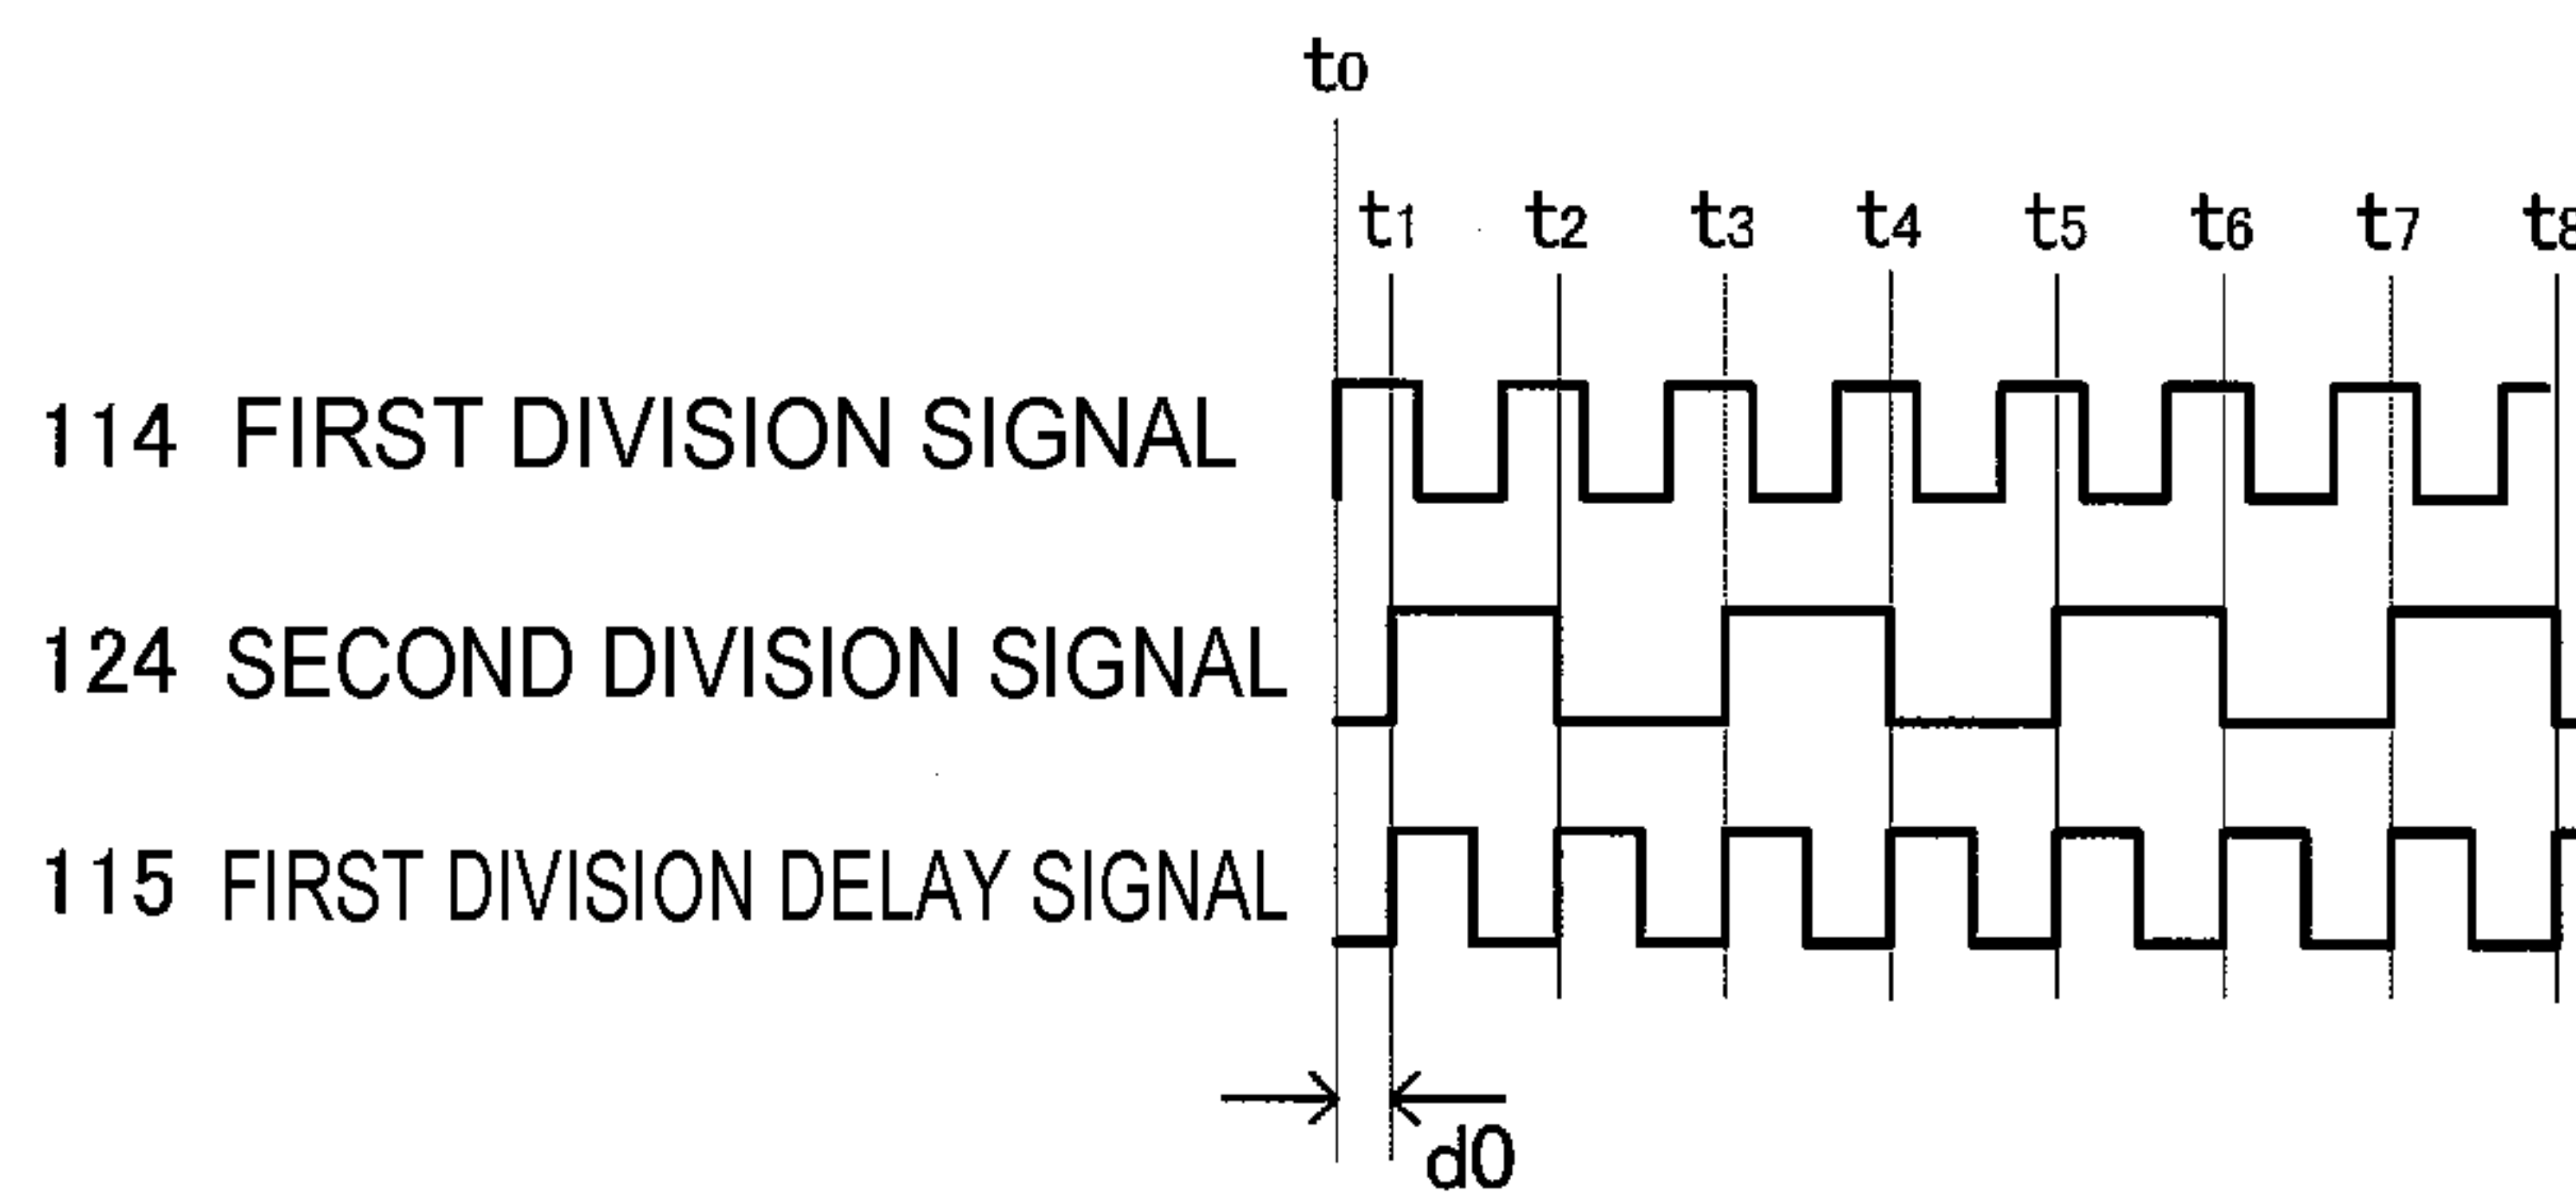 t0
t1 t2 t3 t4 t5 t6 t7 t8
114 FIRST DIVISION SIGNAL
124 SECOND DIVISION SIGNAL
115 FIRST DIVISION DELAY SIGNAL
d0